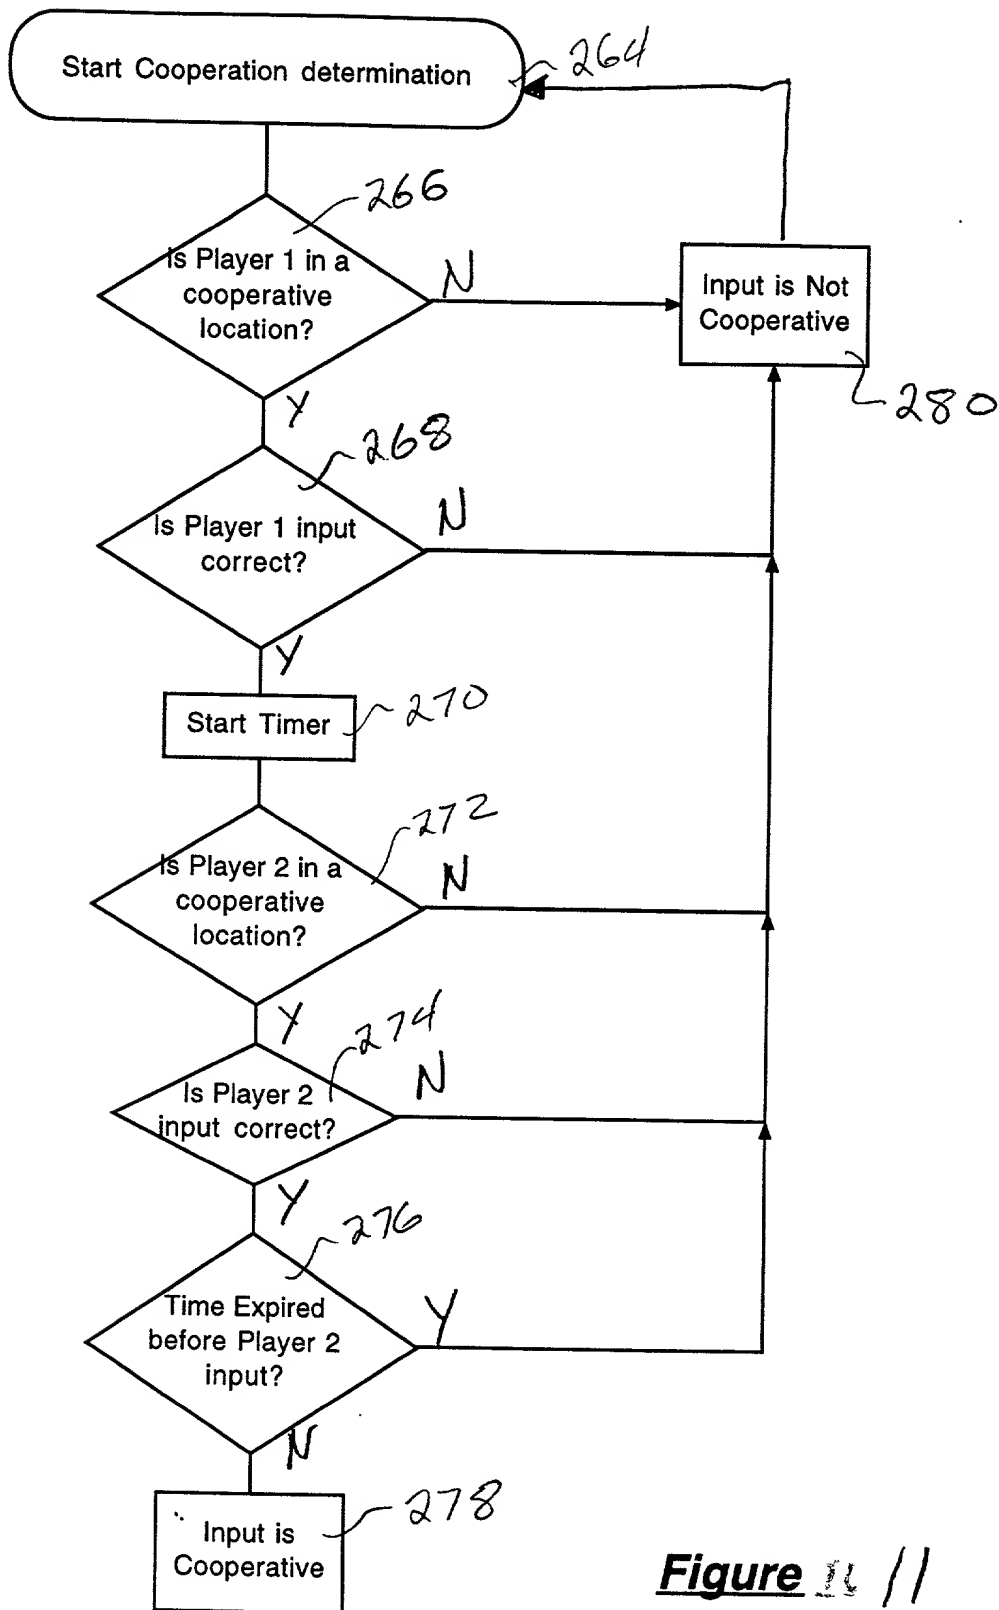 Start Cooperation determination
264
266
Is Player 1 in a
cooperative
location?
N
Input is Not
Cooperative
280
Y
268
Is Player 1 input
correct?
N
Y
Start Timer
270
272
Is Player 2 in a
cooperative
location?
N
Y
274
Is Player 2
input correct?
N
Y
276
Time Expired
before Player 2
input?
Y
N
278
Input is
Cooperative
Figure 11